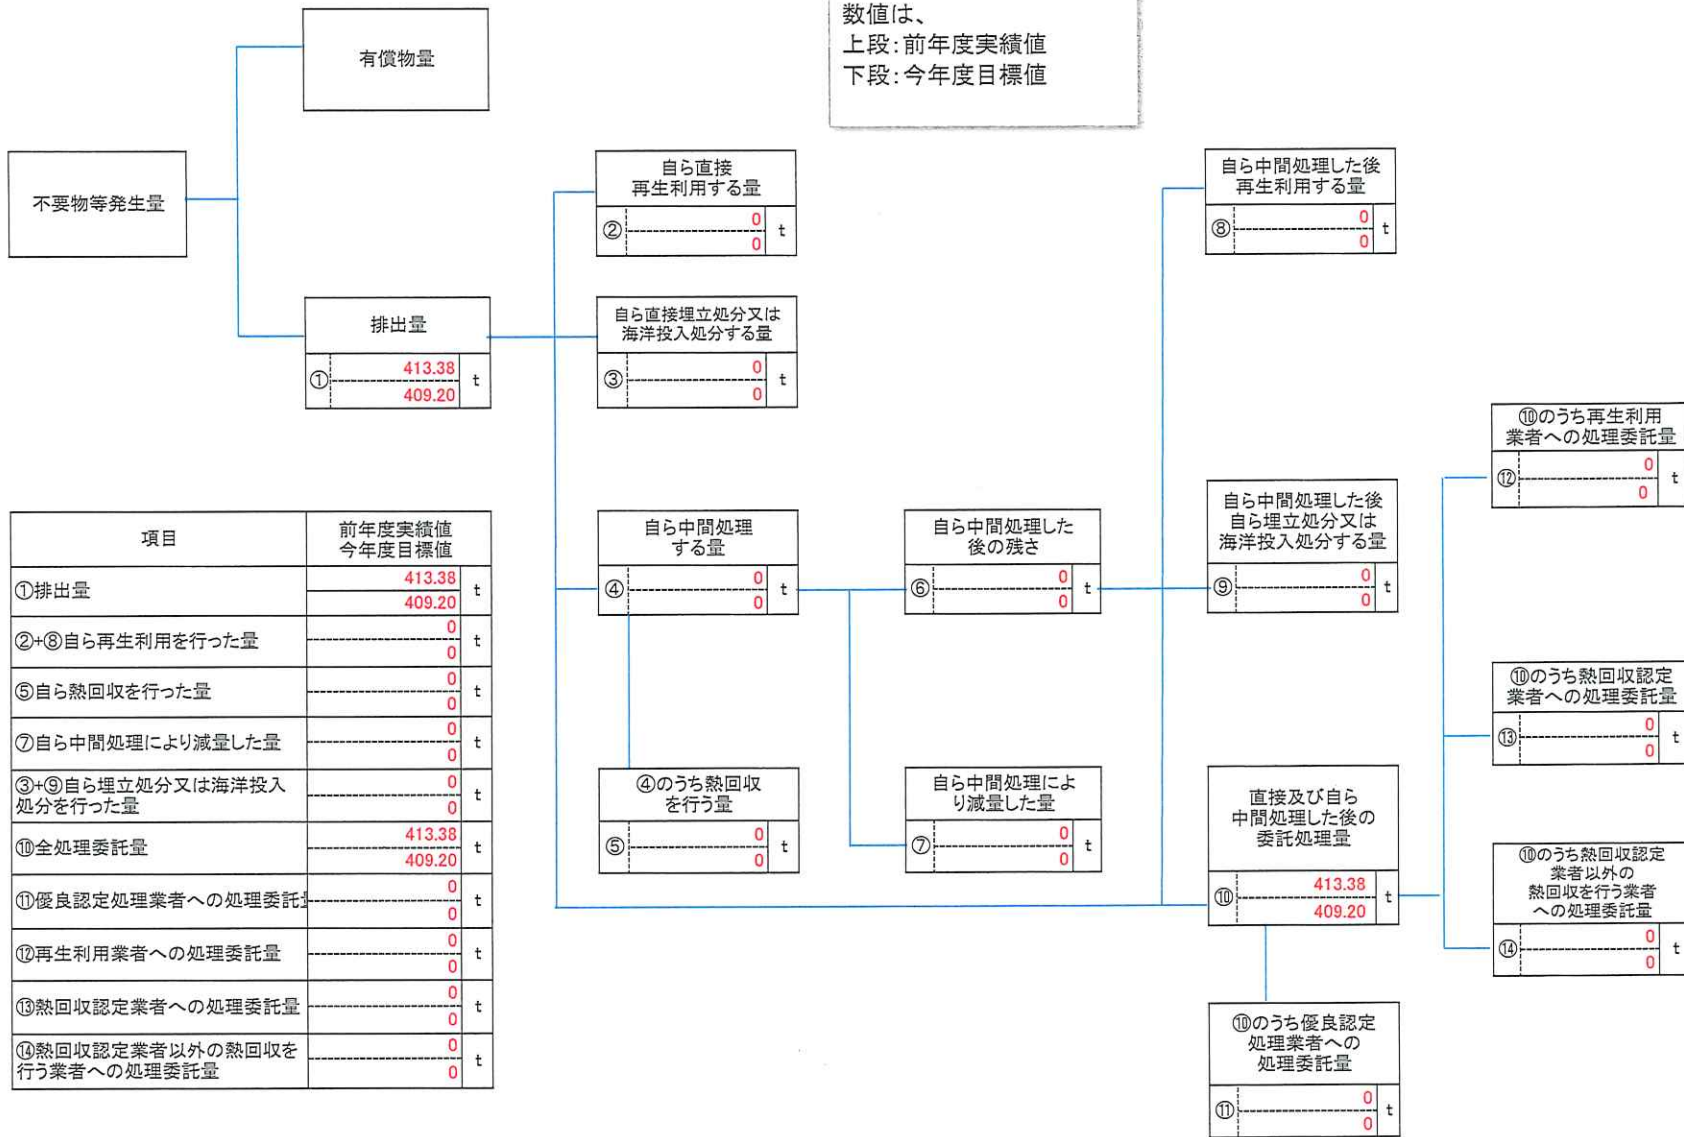 数値は、
上段：前年度実績値
下段：今年度目標値
有償物量
不要物等発生量
排出量
①
413.38
409.20
t
自ら直接
再生利用する量
②
0
0
t
自ら直接埋立処分又は
海洋投入処分する量
③
0
0
t
自ら中間処理
する量
④
0
0
t
④のうち熱回収
を行う量
⑤
0
0
t
自ら中間処理した
後の残さ
⑥
0
0
t
自ら中間処理によ
り減量した量
⑦
0
0
t
自ら中間処理した後
再生利用する量
⑧
0
0
t
自ら中間処理した後
自ら埋立処分又は
海洋投入処分する量
⑨
0
0
t
直接及び自ら
中間処理した後の
委託処理量
⑩
413.38
409.20
t
⑩のうち優良認定
処理業者への
処理委託量
⑪
0
0
t
⑩のうち再生利用
業者への処理委託量
⑫
0
0
t
⑩のうち熱回収認定
業者への処理委託量
⑬
0
0
t
⑩のうち熱回収認定
業者以外の
熱回収を行う業者
への処理委託量
⑭
0
0
t
項目
前年度実績値
今年度目標値
①排出量
413.38
409.20
t
②+⑧自ら再生利用を行った量
0
0
t
⑤自ら熱回収を行った量
0
0
t
⑦自ら中間処理により減量した量
0
0
t
③+⑨自ら埋立処分又は海洋投入
処分を行った量
0
0
t
⑩全処理委託量
413.38
409.20
t
⑪優良認定処理業者への処理委託
0
0
t
⑫再生利用業者への処理委託量
0
0
t
⑬熱回収認定業者への処理委託量
0
0
t
⑭熱回収認定業者以外の熱回収を
行う業者への処理委託量
0
0
t